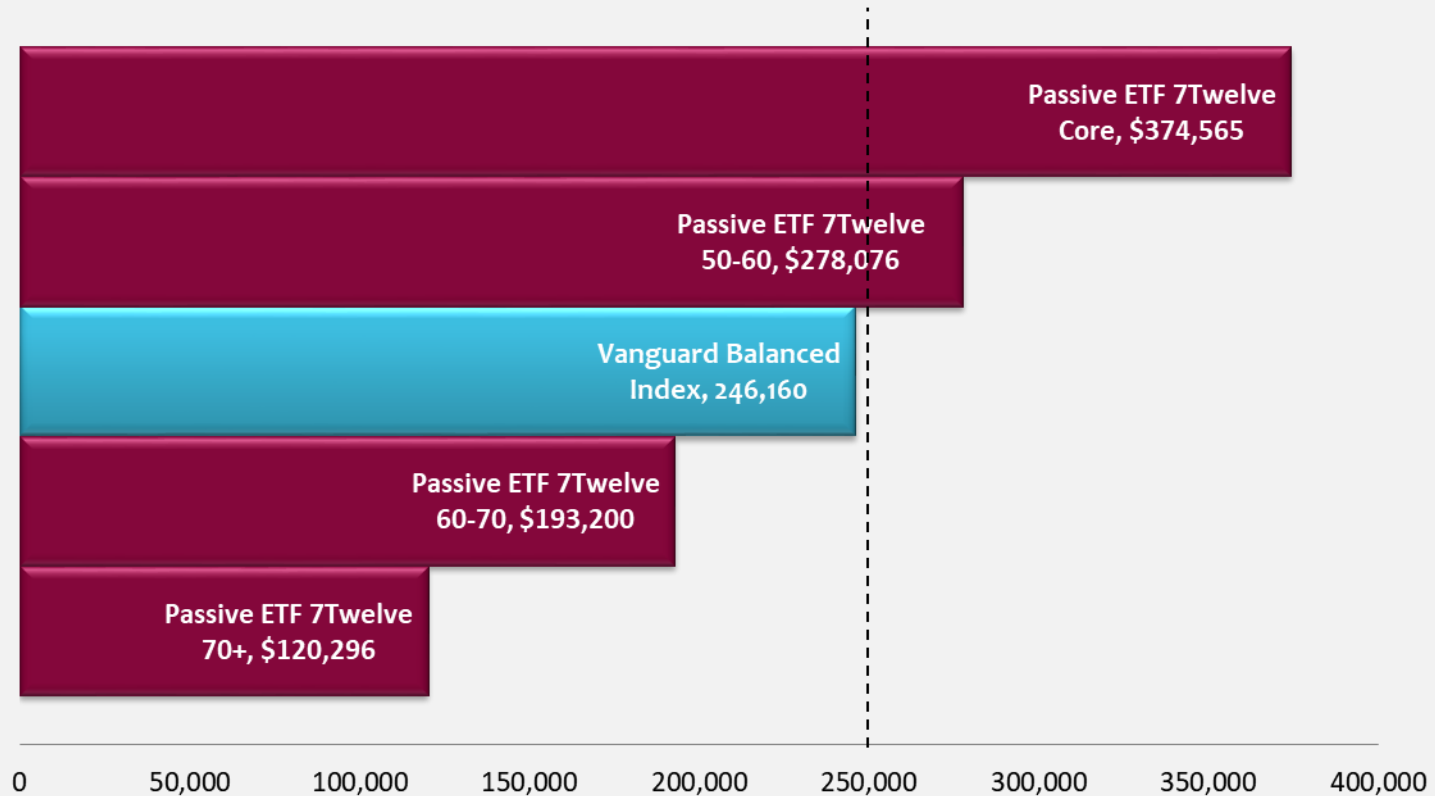 Passive ETF 7Twelve
Core, $374,565
Passive ETF 7Twelve
50-60, $278,076
Vanguard Balanced
Index, 246,160
Passive ETF 7Twelve
60-70, $193,200
Passive ETF 7Twelve
70+, $120,296
0 50,000 100,000 150,000 200,000 250,000 300,000 350,000 400,000